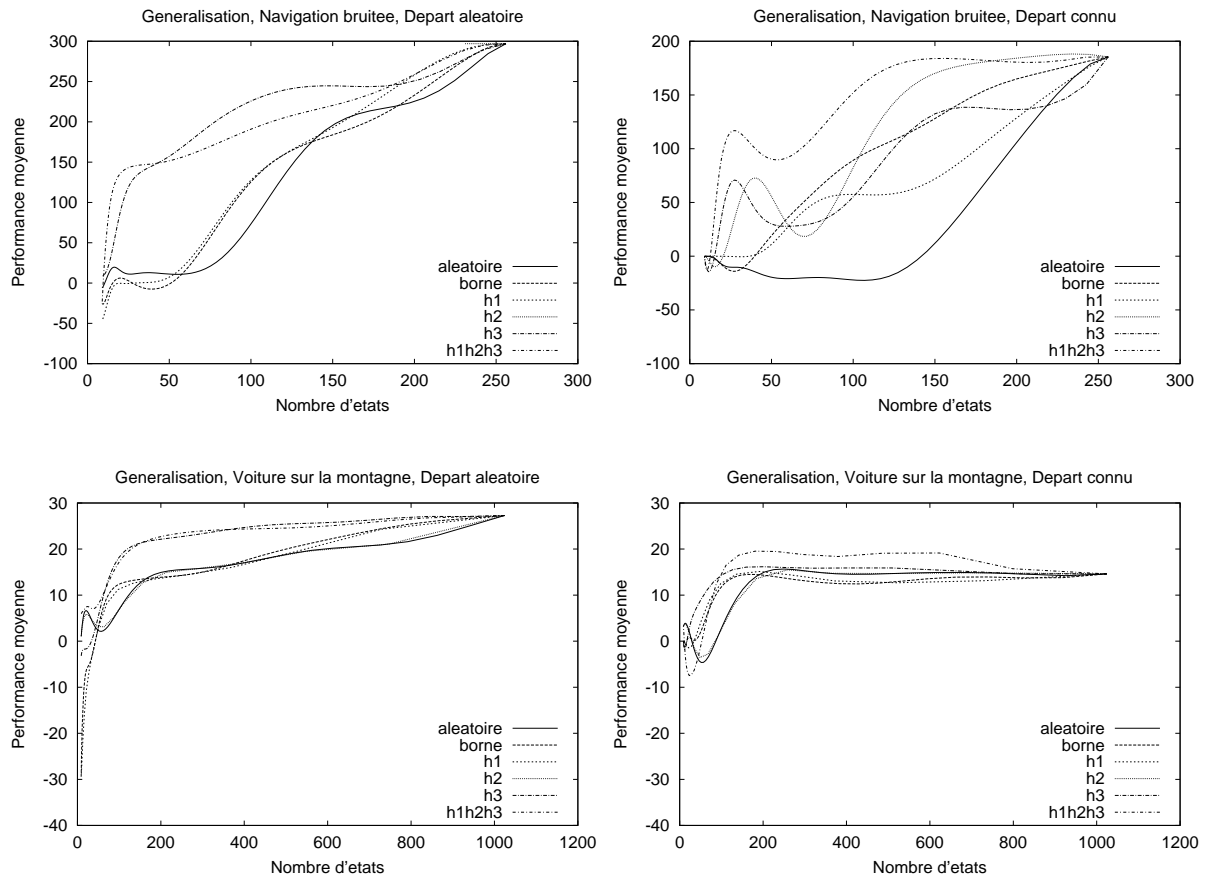 Generalisation, Navigation bruitee, Depart aleatoire
300
250
200
150
100
50
0
-50
-100
0 50 100 150 200 250 300
Performance moyenne
Nombre d'etats
aleatoire
borne
h1
h2
h3
h1h2h3
Generalisation, Navigation bruitee, Depart connu
200
150
100
50
0
-50
-100
0 50 100 150 200 250 300
Performance moyenne
Nombre d'etats
aleatoire
borne
h1
h2
h3
h1h2h3
Generalisation, Voiture sur la montagne, Depart aleatoire
30
20
10
0
-10
-20
-30
-40
0 200 400 600 800 1000 1200
Performance moyenne
Nombre d'etats
aleatoire
borne
h1
h2
h3
h1h2h3
Generalisation, Voiture sur la montagne, Depart connu
30
20
10
0
-10
-20
-30
-40
0 200 400 600 800 1000 1200
Performance moyenne
Nombre d'etats
aleatoire
borne
h1
h2
h3
h1h2h3